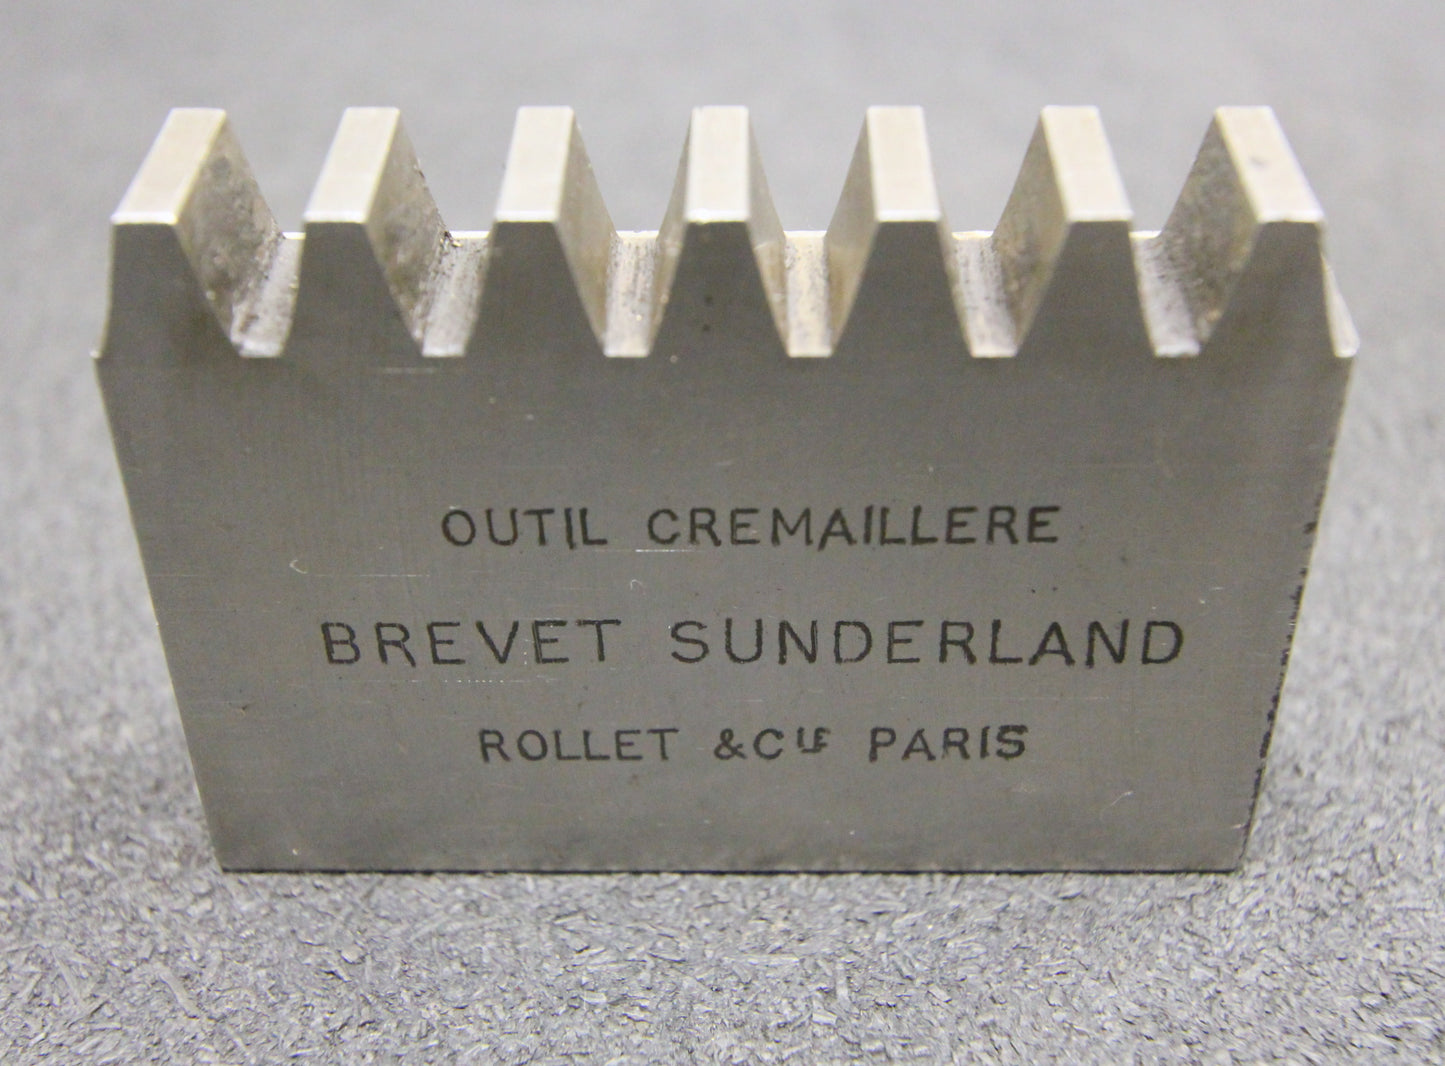 OUTIL CREMAILLERE
BREVET SUNDERLAND
ROLLET & CIE PARIS